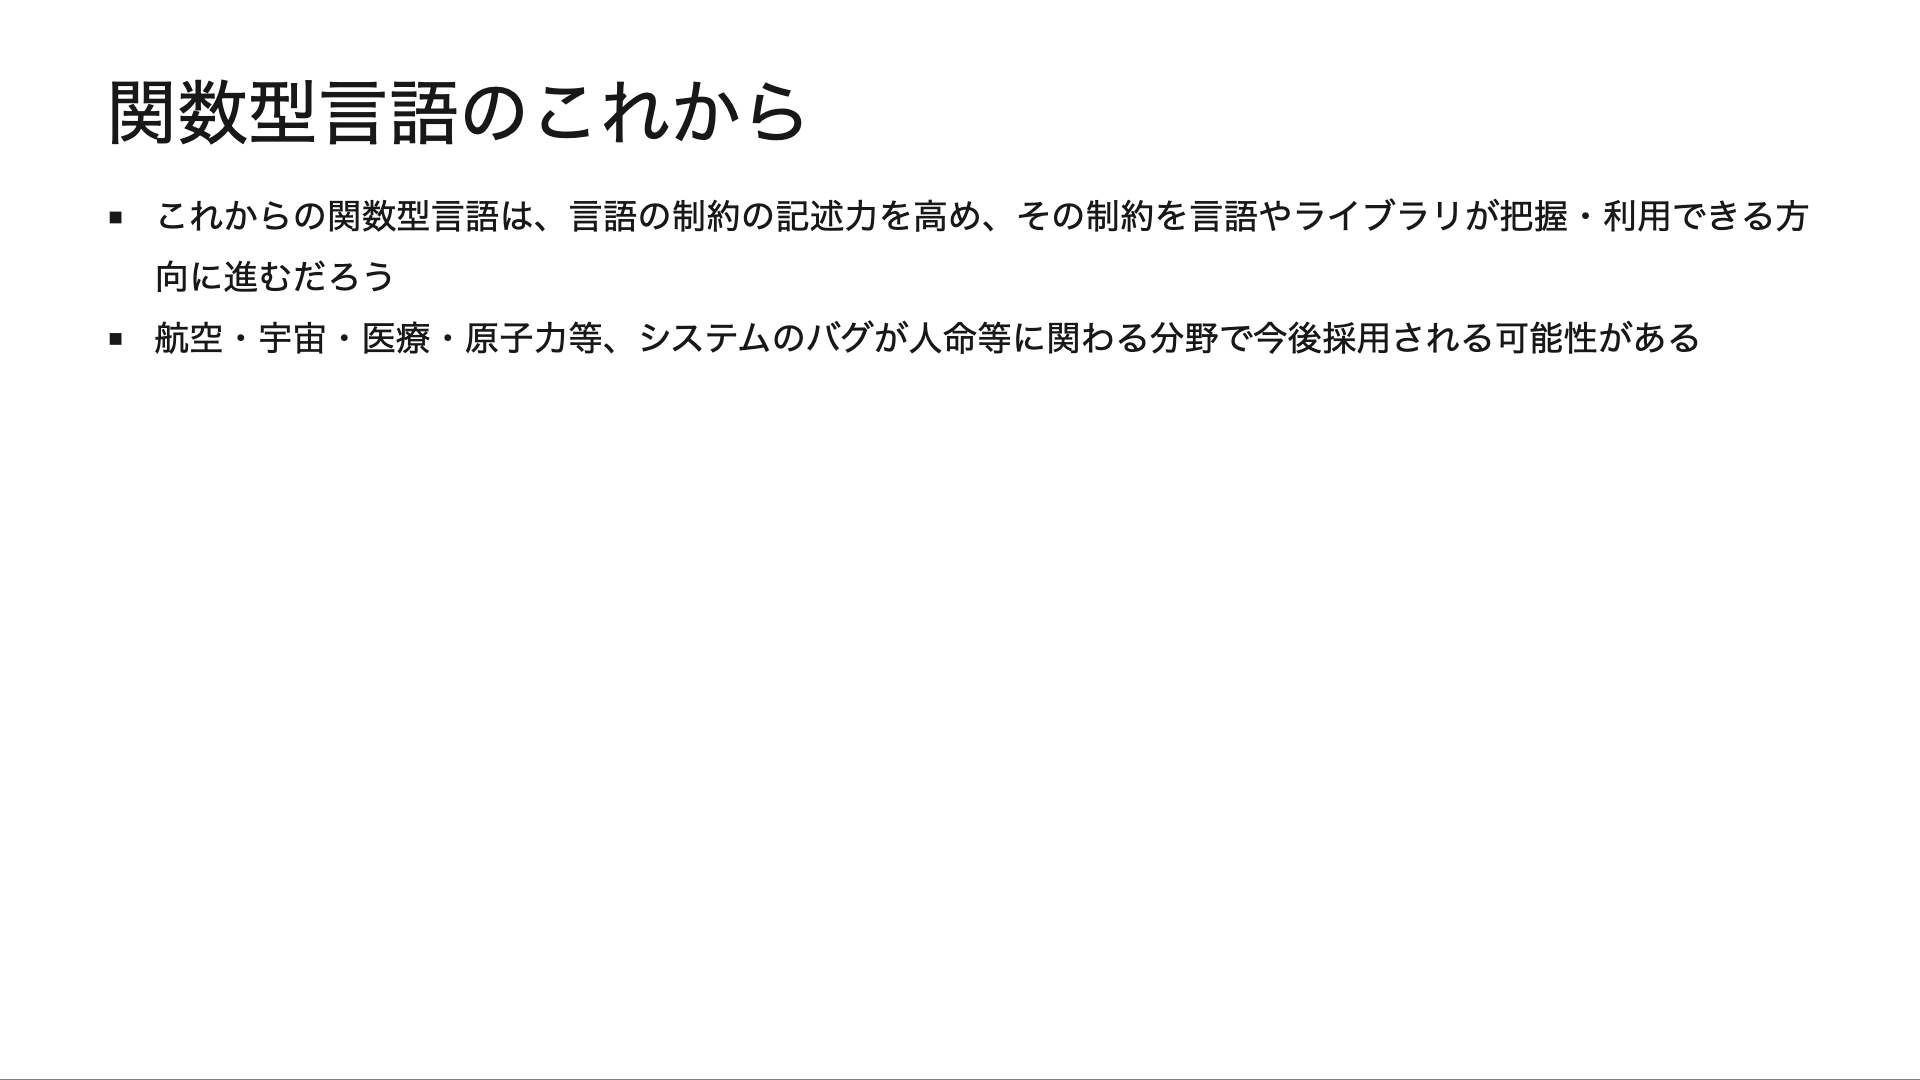 関数型言語のこれから
▪ これからの関数型言語は、言語の制約の記述力を高め、その制約を言語やライブラリが把握・利用できる方
向に進むだろう
▪ 航空・宇宙・医療・原子力等、システムのバグが人命等に関わる分野で今後採用される可能性がある